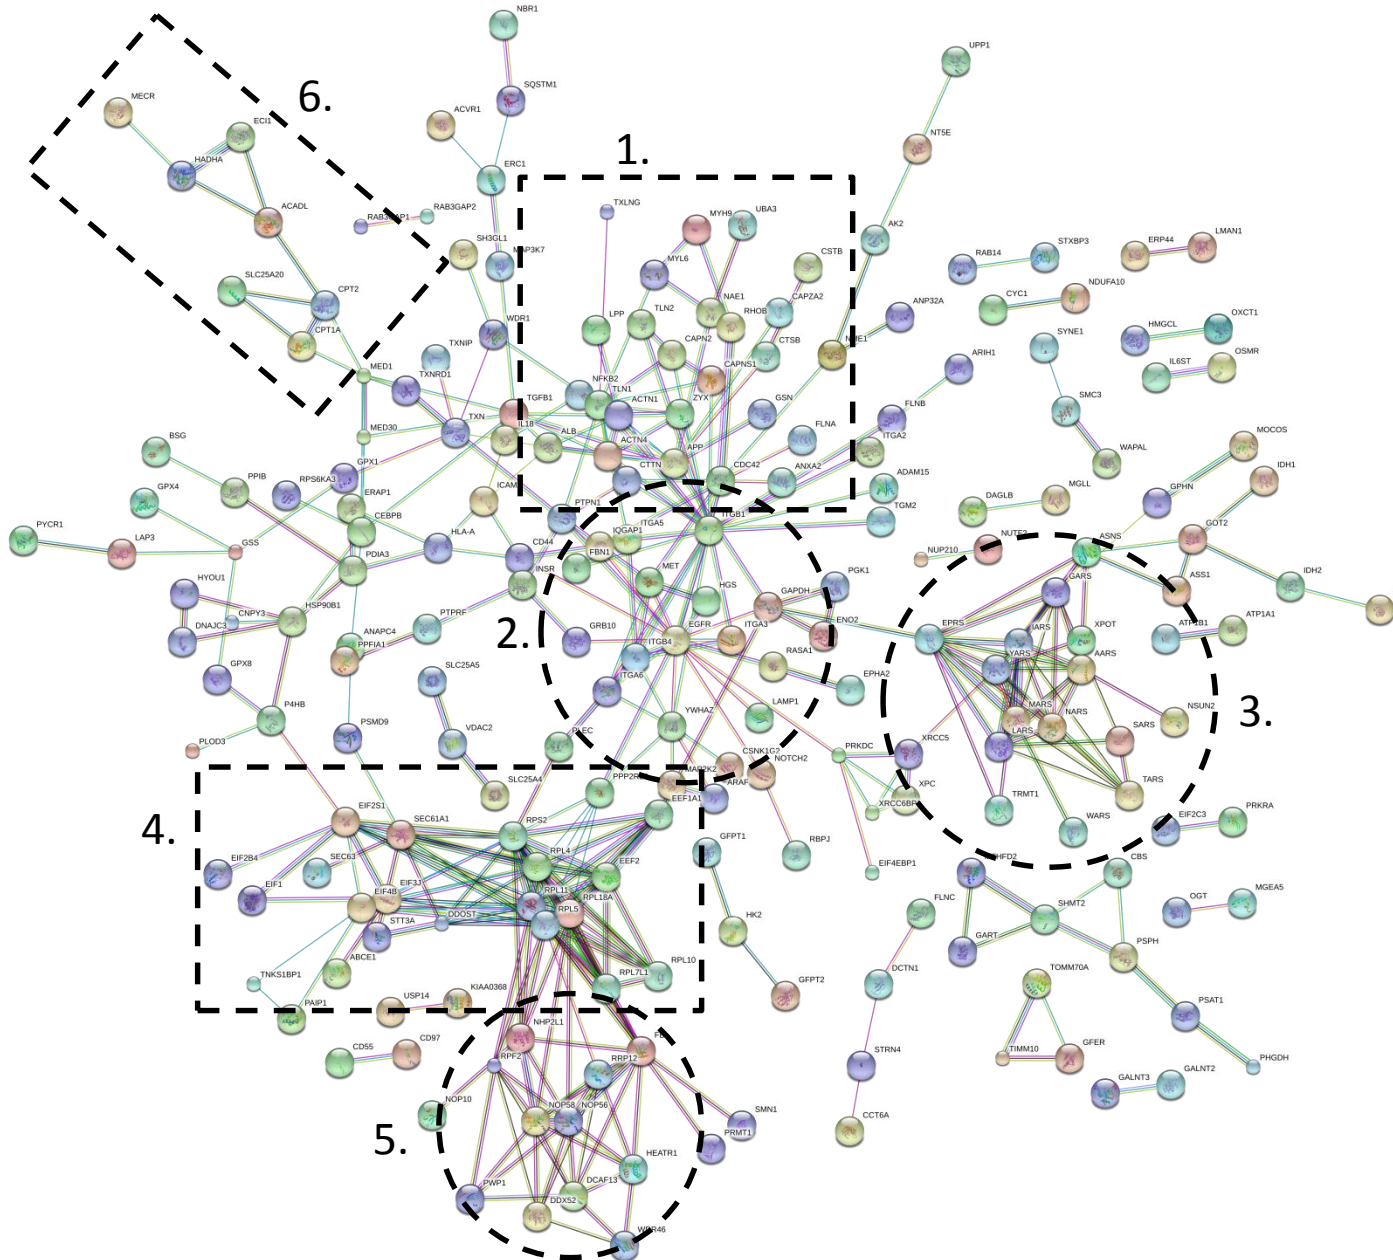 NBR1
MECR
6.
ECI1
SQSTM1
UPP1
ACVR1
HADHA
1.
NT5E
ERC1
ACADL
RAB3GAP1
RAB3GAP2
TXLNG
MYH9
UBA3
SH3GL1
MAP3K7
MYL6
CSTB
AK2
RAB14
STXBP3
ERP44
LMAN1
SLC25A20
CPT2
NAE1
CAPZA2
CYC1
NDUFA10
WDR1
LPP
TLN2
RHOB
ANP32A
CPT1A
CAPN2
CTSB
NME1
SYNE1
HMGCL
OXCT1
TXNIP
MED1
TXNRD1
NFKB2
CAPNS1
ARIH1
IL6ST
OSMR
TGFB1
TLN1
ACTN1
ZYX
GSN
FLNB
SMC3
TXN
IL18
ALB
FLNA
ITGA2
MED30
ACTN4
APP
WAPAL
MOCOS
BSG
PPIB
GPX1
CTTN
CDC42
ANXA2
ADAM15
IDH1
GPX4
RPS6KA3
ERAP1
DAGLB
MGLL
GPHN
PTPN1
ITGA5
ITGB1
TGM2
PYCR1
LAP3
GSS
CEBPB
HLA-A
CD44
IQGAP1
FBN1
NUP210
ASNS
GOT2
PDIA3
INSR
MET
HGS
PGK1
GARS
ASS1
IDH2
HYOU1
CNPY3
HSP90B1
PTPRF
GAPDH
ENO2
EPRS
IARS
XPOT
ATP1B1
ATP1A1
DNAJC3
ANAPC4
PPFIA1
GRB10
2.
EGFR
ITGA3
ITGB4
RASA1
YARS
AARS
GPX8
SLC25A5
ITGA6
EPHA2
3.
P4HB
PSMD9
VDAC2
YWHAZ
LAMP1
MARS
NARS
SARS
NSUN2
PLOD3
PLEC
PRKDC
XRCC5
LARS
SLC25A4
CSNK1G2
NOTCH2
MAP2K2
ARAF
XPC
TARS
EEF1A1
TRMT1
WARS
EIF2C3
PRKRA
4.
EIF2S1
SEC61A1
RPS2
GFPT1
RBPJ
EIF4EBP1
EIF2B4
SEC63
RPL4
EEF2
CBS
EIF1
EIF3J
EIF4B
RPL11
RPL18A
SHMT2
OGT
MGEA5
STT3A
DDOST
RPL5
HK2
FLNC
GART
PSPH
ABCE1
RPL10
TNKS1BP1
RPL7L1
GFPT2
DCTN1
TOMM70A
PAIP1
USP14
KIAA0368
PSAT1
CD55
CD97
NHP2L1
RPF2
RRP12
STRN4
TIMM10
GFER
PHGDH
NOP10
NOP58
NOP56
SMN1
GALNT3
GALNT2
5.
PRMT1
CCT6A
HEATR1
PWP1
DCAF13
DDX52